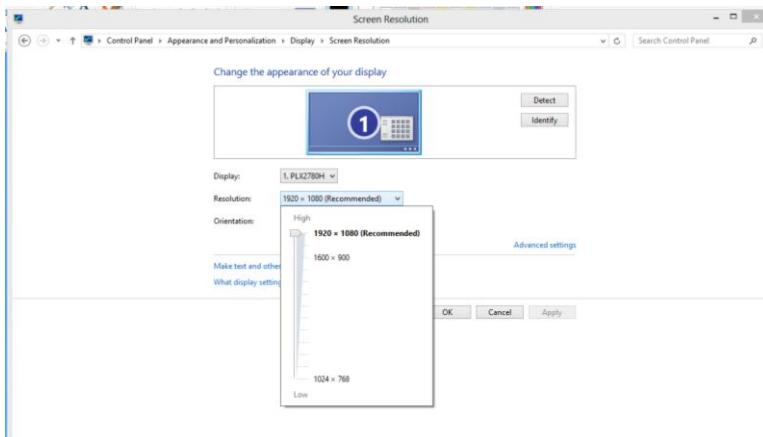 Screen Resolution
Control Panel › Appearance and Personalization › Display › Screen Resolution
Search Control Panel
Change the appearance of your display
1
Detect
Identify
Display:
1. PLX2780H
Resolution:
1920 × 1080 (Recommended)
Orientation:
High
1920 × 1080 (Recommended)
1600 × 900
1024 × 768
Low
Advanced settings
Make text and other
What display setting
OK
Cancel
Apply